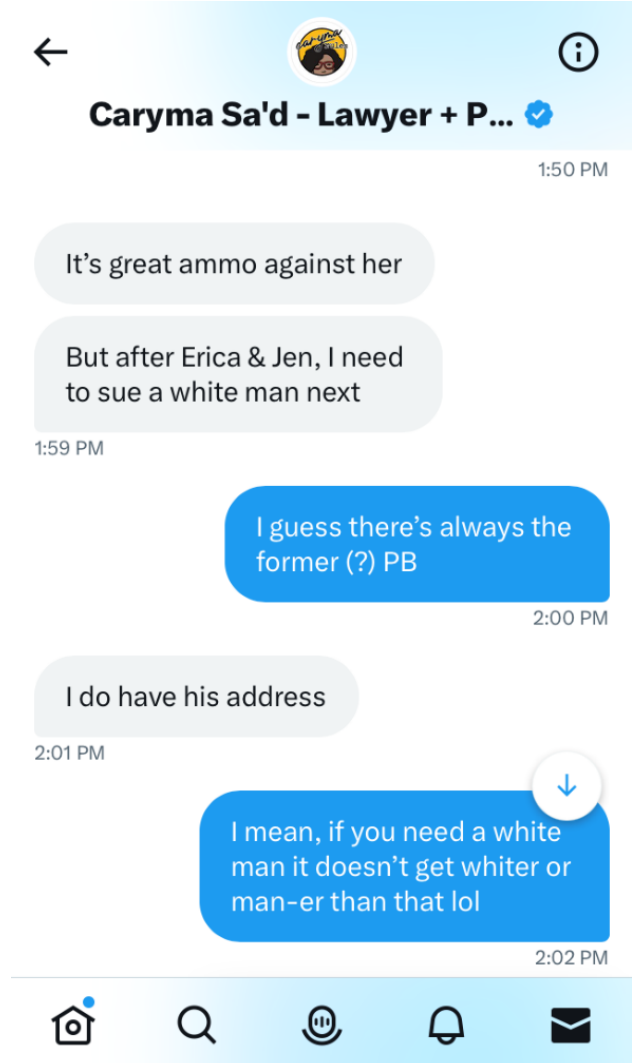 Caryma Sa'd - Lawyer + P...
1:50 PM
It’s great ammo against her
But after Erica & Jen, I need
to sue a white man next
1:59 PM
I guess there’s always the
former (?) PB
2:00 PM
I do have his address
2:01 PM
I mean, if you need a white
man it doesn’t get whiter or
man-er than that lol
2:02 PM